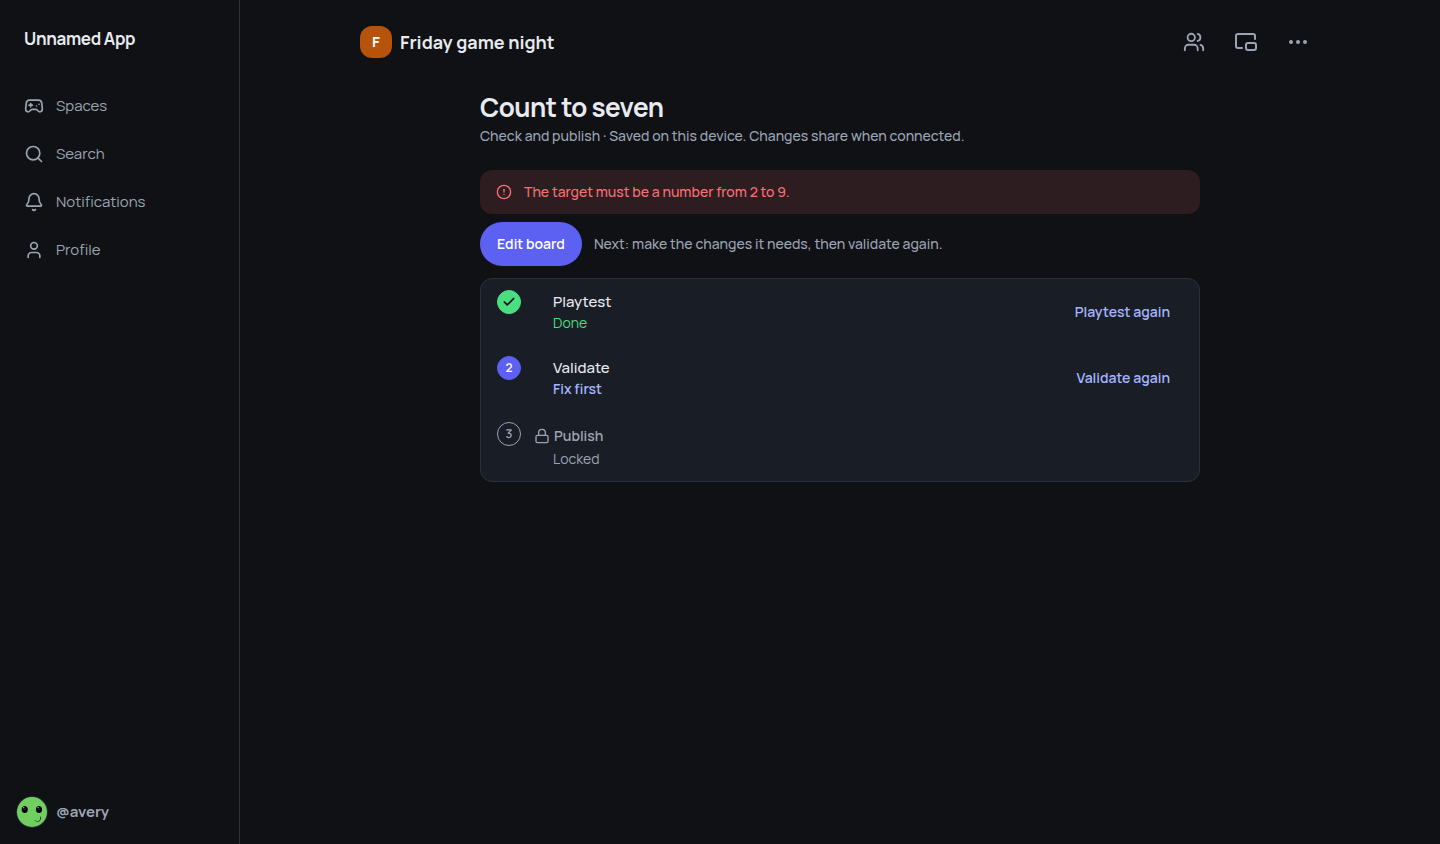 Unnamed App
Spaces
Search
Notifications
Profile
@avery
F
Friday game night
Count to seven
Check and publish · Saved on this device. Changes share when connected.
The target must be a number from 2 to 9.
Edit board
Next: make the changes it needs, then validate again.
Playtest
Done
Playtest again
2
Validate
Fix first
Validate again
3
Publish
Locked